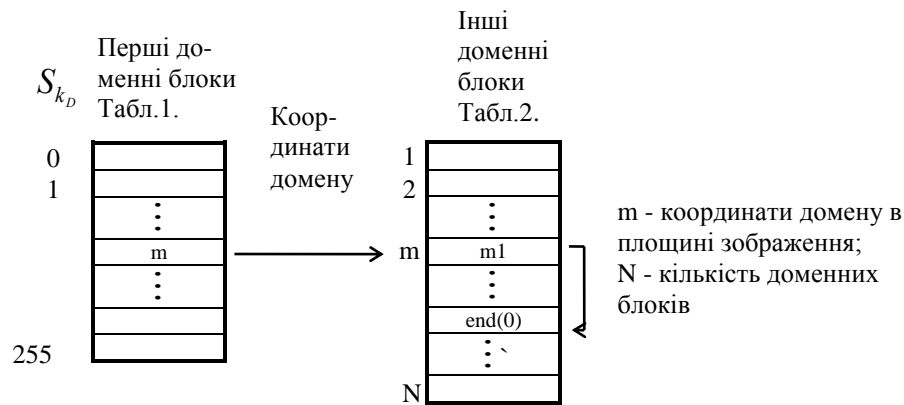 S_{k_D}
Перші до-
менні блоки
Табл.1.
0
1
m
255
Коор-
динати
домену
Інші
доменні
блоки
Табл.2.
1
2
m
m1
end(0)
N
m - координати домену в
площині зображення;
N - кількість доменних
блоків